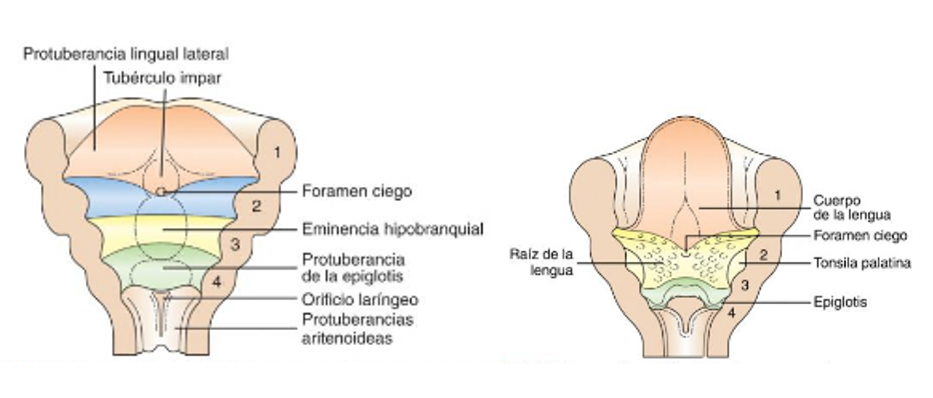 Protuberancia lingual lateral
Tubérculo impar
1
Foramen ciego
2
Eminencia hipobranquial
3
Protuberancia
de la epiglotis
4
Orificio laríngeo
Protuberancias
aritenoideas
1
Cuerpo
de la lengua
Foramen ciego
Raíz de la
lengua
2
Tonsila palatina
3
Epiglotis
4